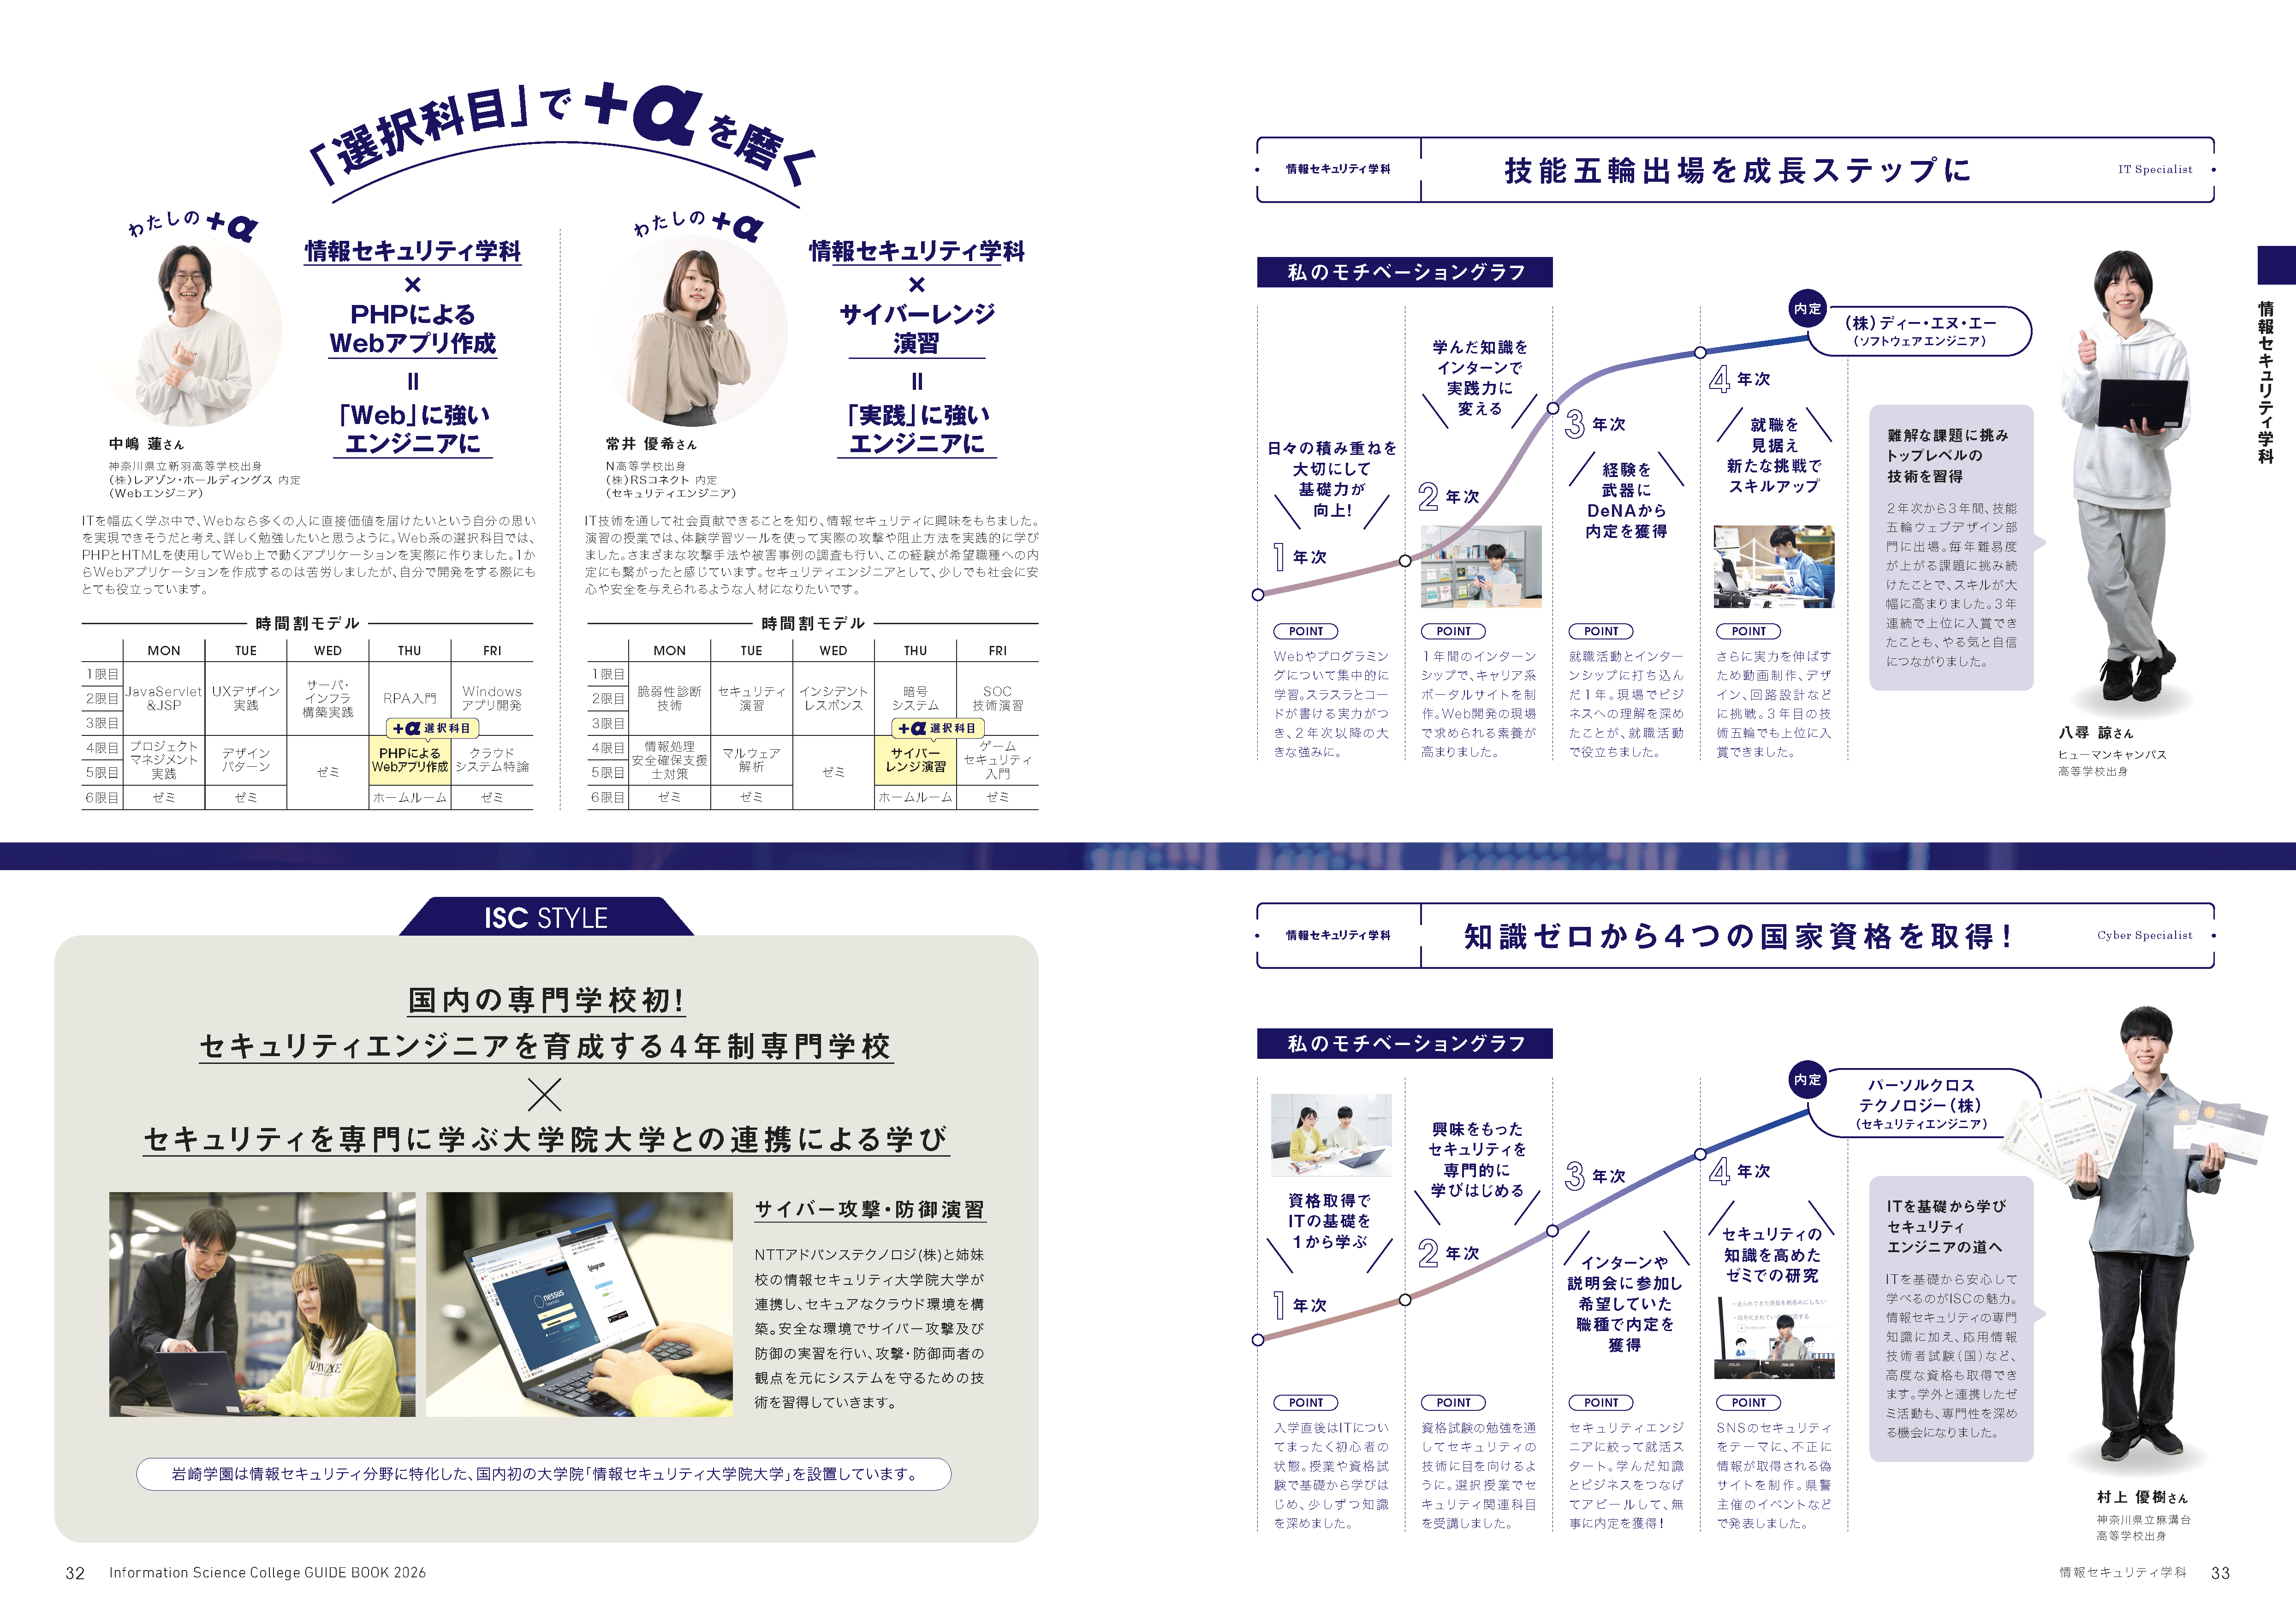 「選択科目」で+αを磨く
わたしの+α
情報セキュリティ学科
×
PHPによる
Webアプリ作成
=
「Web」に強い
エンジニアに
中嶋 蓮さん
神奈川県立新羽高等学校出身
(株)レアゾン・ホールディングス 内定
(Webエンジニア)
ITを幅広く学ぶ中で、Webなら多くの人に直接価値を届けたいという自分の思い
を実現できそうだと考え、詳しく勉強したいと思うように。Web系の選択科目では、
PHPとHTMLを使用してWeb上で動くアプリケーションを実際に作りました。1か
らWebアプリケーションを作成するのは苦労しましたが、自分で開発をする際にも
とても役立っています。
時間割モデル
MON TUE WED THU FRI
1限目
2限目
3限目
JavaServlet
&JSP
UXデザイン
実践
サーバ・
インフラ
構築実践
RPA入門
Windows
アプリ開発
+α 選択科目
4限目
5限目
プロジェクト
マネジメント
実践
デザイン
パターン
ゼミ
PHPによる
Webアプリ作成
クラウド
システム特論
6限目 ゼミ ゼミ ホームルーム ゼミ
わたしの+α
情報セキュリティ学科
×
サイバーレンジ
演習
=
「実践」に強い
エンジニアに
常井 優希さん
N高等学校出身
(株)RSコネクト 内定
(セキュリティエンジニア)
IT技術を通して社会貢献できることを知り、情報セキュリティに興味をもちました。
演習の授業では、体験学習ツールを使って実際の攻撃や阻止方法を実践的に学び
ました。さまざまな攻撃手法や被害事例の調査も行い、この経験が希望職種への内
定にも繋がったと感じています。セキュリティエンジニアとして、少しでも社会に安
心や安全を与えられるような人材になりたいです。
時間割モデル
MON TUE WED THU FRI
1限目
2限目
3限目
脆弱性診断
技術
セキュリティ
演習
インシデント
レスポンス
暗号
システム
SOC
技術演習
+α 選択科目
4限目
5限目
情報処理
安全確保支援
士対策
マルウェア
解析
ゼミ
サイバー
レンジ演習
ゲーム
セキュリティ
入門
6限目 ゼミ ゼミ ホームルーム ゼミ
ISC STYLE
国内の専門学校初!
セキュリティエンジニアを育成する4年制専門学校
×
セキュリティを専門に学ぶ大学院大学との連携による学び
nessus
サイバー攻撃・防御演習
NTTアドバンステクノロジ(株)と姉妹
校の情報セキュリティ大学院大学が
連携し、セキュアなクラウド環境を構
築。安全な環境でサイバー攻撃及び
防御の実習を行い、攻撃・防御両者の
観点を元にシステムを守るための技
術を習得していきます。
岩崎学園は情報セキュリティ分野に特化した、国内初の大学院「情報セキュリティ大学院大学」を設置しています。
32 Information Science College GUIDE BOOK 2026
情報セキュリティ学科 技能五輪出場を成長ステップに IT Specialist
私のモチベーショングラフ
日々の積み重ねを
大切にして
基礎力が
向上!
1年次
POINT
Webやプログラミン
グについて集中的に
学習。スラスラとコー
ドが書ける実力がつ
き、2年次以降の大
きな強みに。
学んだ知識を
インターンで
実践力に
変える
2年次
POINT
1年間のインターン
シップで、キャリア系
ポータルサイトを制
作。Web開発の現場
で求められる素養が
高まりました。
3年次
経験を
武器に
DeNAから
内定を獲得
POINT
就職活動とインター
ンシップに打ち込ん
だ1年。現場でビジ
ネスへの理解を深め
たことが、就職活動
で役立ちました。
4年次
就職を
見据え
新たな挑戦で
スキルアップ
POINT
さらに実力を伸ばす
ため動画制作、デザ
イン、回路設計など
に挑戦。3年目の技
術五輪でも上位に入
賞できました。
内定
(株)ディー・エヌ・エー
(ソフトウェアエンジニア)
難解な課題に挑み
トップレベルの
技術を習得
2年次から3年間、技能
五輪ウェブデザイン部
門に出場。毎年難易度
が上がる課題に挑み続
けたことで、スキルが大
幅に高まりました。3年
連続で上位に入賞でき
たことも、やる気と自信
につながりました。
八尋 諒さん
ヒューマンキャンパス
高等学校出身
情報セキュリティ学科
情報セキュリティ学科 知識ゼロから4つの国家資格を取得! Cyber Specialist
私のモチベーショングラフ
資格取得で
ITの基礎を
1から学ぶ
1年次
POINT
入学直後はITについ
てまったく初心者の
状態。授業や資格試
験で基礎から学びは
じめ、少しずつ知識
を深めました。
興味をもった
セキュリティを
専門的に
学びはじめる
2年次
POINT
資格試験の勉強を通
してセキュリティの
技術に目を向けるよ
うに。選択授業でセ
キュリティ関連科目
を受講しました。
3年次
インターンや
説明会に参加し
希望していた
職種で内定を
獲得
POINT
セキュリティエンジ
ニアに絞って就活ス
タート。学んだ知識
とビジネスをつなげ
てアピールして、無
事に内定を獲得!
4年次
セキュリティの
知識を高めた
ゼミでの研究
POINT
SNSのセキュリティ
をテーマに、不正に
情報が取得される偽
サイトを制作。県警
主催のイベントなど
で発表しました。
内定
パーソルクロス
テクノロジー(株)
(セキュリティエンジニア)
ITを基礎から学び
セキュリティ
エンジニアの道へ
ITを基礎から安心して
学べるのがISCの魅力。
情報セキュリティの専門
知識に加え、応用情報
技術者試験(国)など、
高度な資格も取得でき
ます。学外と連携したゼ
ミ活動も、専門性を深め
る機会になりました。
村上 優樹さん
神奈川県立麻溝台
高等学校出身
情報セキュリティ学科 33